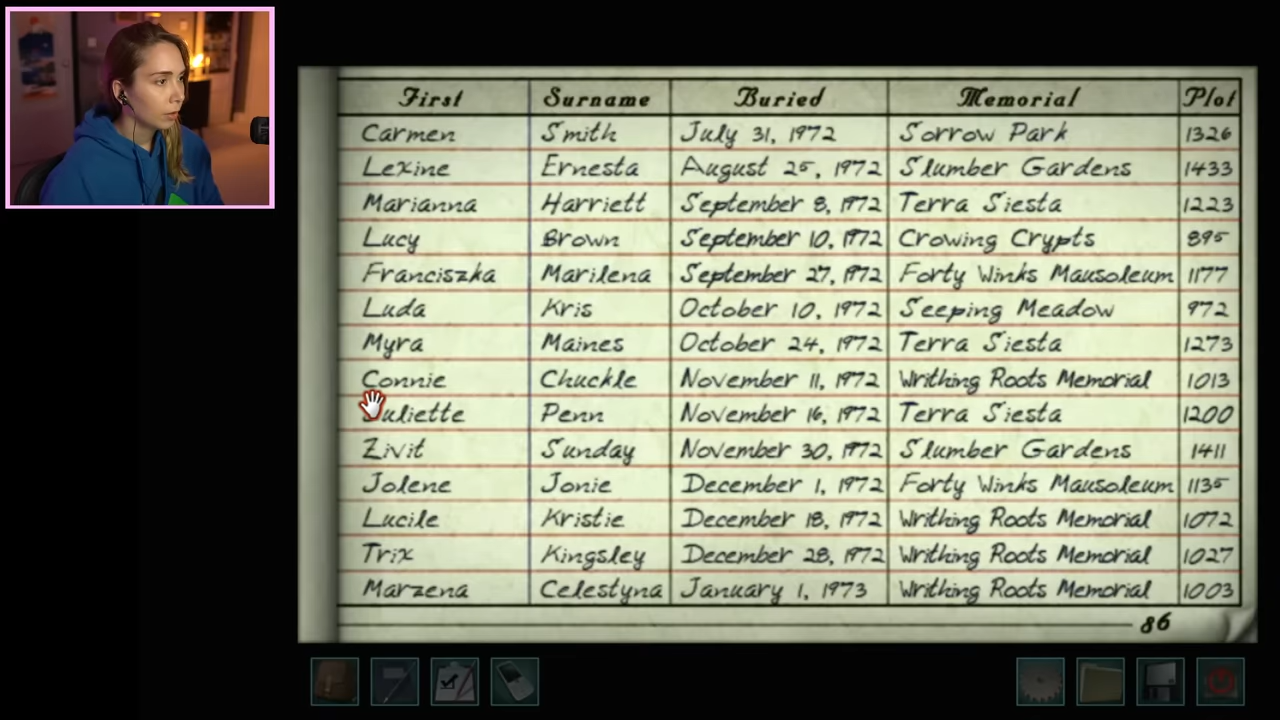 First Surname Buried Memorial Plot
Carmen Smith July 31, 1972 Sorrow Park 1326
Lexine Ernesta August 25, 1972 Slumber Gardens 1433
Marianna Harriett September 8, 1972 Terra Siesta 1223
Lucy Brown September 10, 1972 Crowing Crypts 895
Franciszka Marilena September 27, 1972 Forty Winks Mausoleum 1177
Luda Kris October 10, 1972 Seeping Meadow 972
Myra Maines October 24, 1972 Terra Siesta 1273
Connie Chuckle November 11, 1972 Writhing Roots Memorial 1013
Juliette Penn November 16, 1972 Terra Siesta 1200
Zivit Sunday November 30, 1972 Slumber Gardens 1411
Jolene Jonie December 1, 1972 Forty Winks Mausoleum 1135
Lucile Kristie December 18, 1972 Writhing Roots Memorial 1072
Trix Kingsley December 28, 1972 Writhing Roots Memorial 1027
Marzena Celestyna January 1, 1973 Writhing Roots Memorial 1003
86